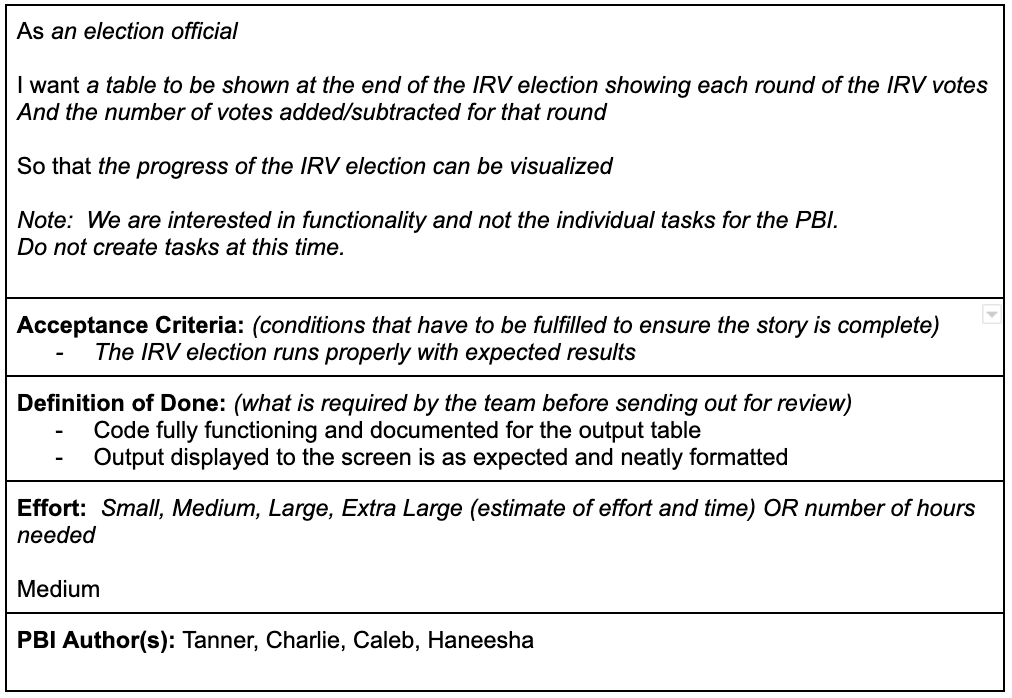 As an election official
I want a table to be shown at the end of the IRV election showing each round of the IRV votes
And the number of votes added/subtracted for that round
So that the progress of the IRV election can be visualized
Note:  We are interested in functionality and not the individual tasks for the PBI.
Do not create tasks at this time.
Acceptance Criteria: (conditions that have to be fulfilled to ensure the story is complete)
- The IRV election runs properly with expected results
Definition of Done: (what is required by the team before sending out for review)
- Code fully functioning and documented for the output table
- Output displayed to the screen is as expected and neatly formatted
Effort:  Small, Medium, Large, Extra Large (estimate of effort and time) OR number of hours
needed
Medium
PBI Author(s): Tanner, Charlie, Caleb, Haneesha